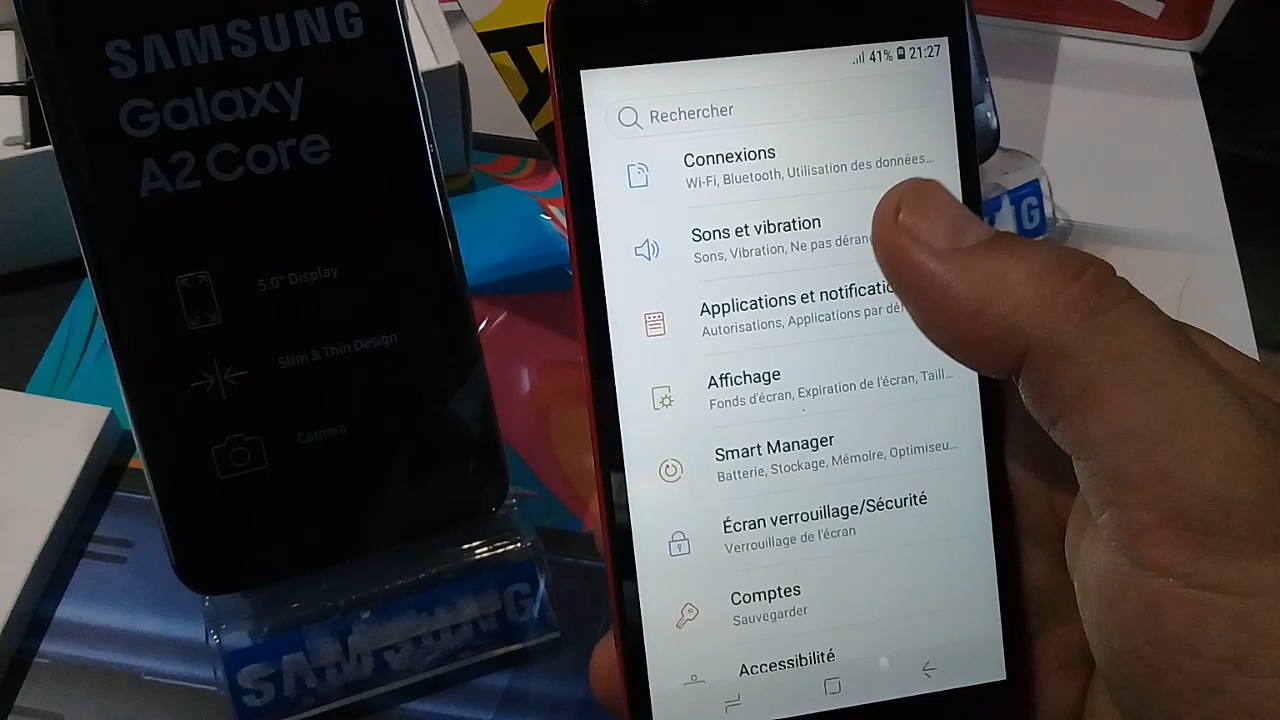 SAMSUNG
Galaxy
A2 Core
5.0" Display
Slim & Thin Design
Camera
SAMSUNG
41% 21:27
Rechercher
Connexions
Wi-Fi, Bluetooth, Utilisation des données...
Sons et vibration
Sons, Vibration, Ne pas déran
Applications et notificatio
Autorisations, Applications par dé
Affichage
Fonds d'écran, Expiration de l'écran, Taill...
Smart Manager
Batterie, Stockage, Mémoire, Optimiseu...
Écran verrouillage/Sécurité
Verrouillage de l'écran
Comptes
Sauvegarder
Accessibilité